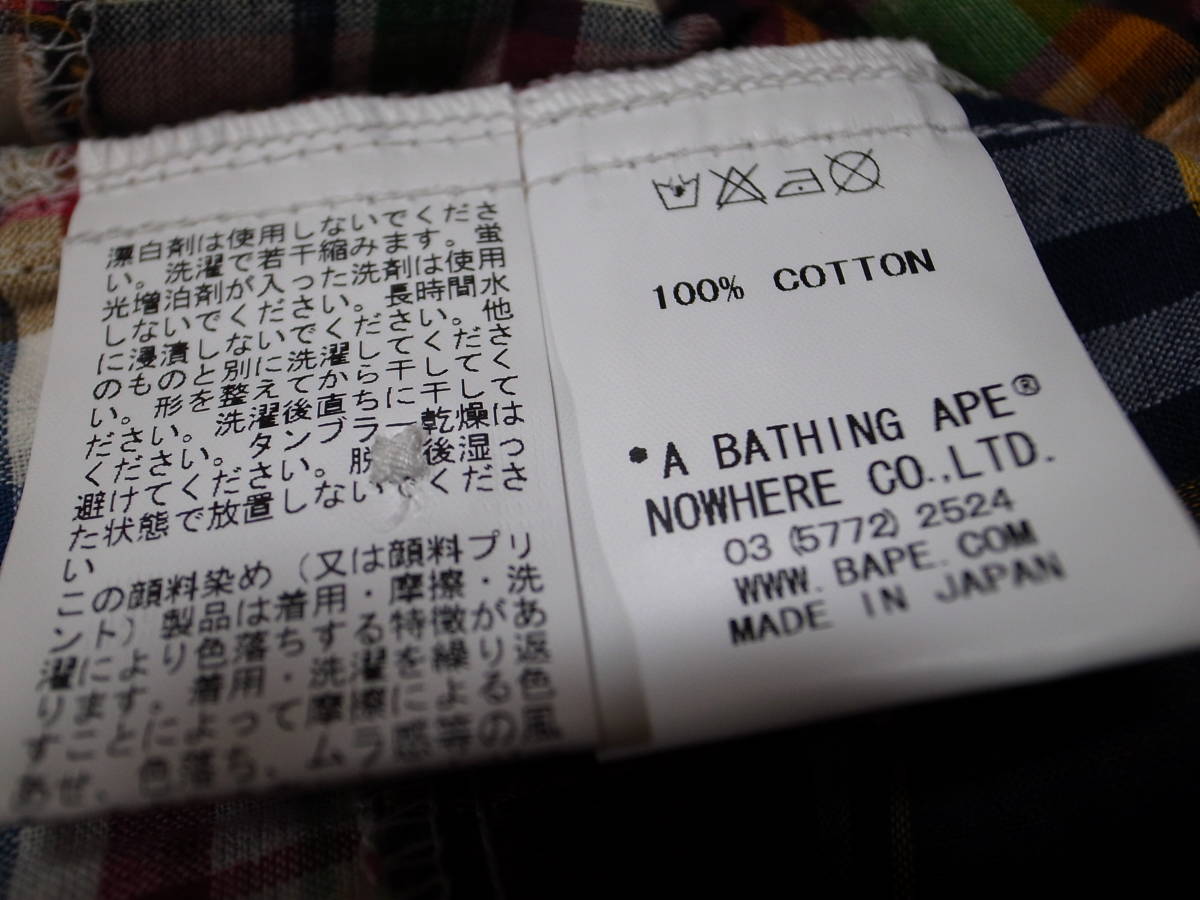 漂白剤は使用しないでくださ
い。洗濯で若干縮みます。蛍
光増泊剤が入った洗剤は使用
しないでください。長時間水
に浸漬しないでください。他
のものと別に洗濯してくださ
い。形を整えてから干してく
ださい。洗濯後直ちに干して
ください。タンブラー乾燥は
避けてください。脱 後湿っ
た状態で放置しないでくださ
い
この顔料染め(又は顔料プリ
ント)製品は着用・摩擦・洗
濯により色落ちする特徴があ
ります。着用・洗濯を繰り返
すことによって摩擦による色
あせ、色落ち、ムラ感等の風
100% COTTON
*A BATHING APE®
NOWHERE CO.,LTD.
03 (5772) 2524
WWW.BAPE.COM
MADE IN JAPAN